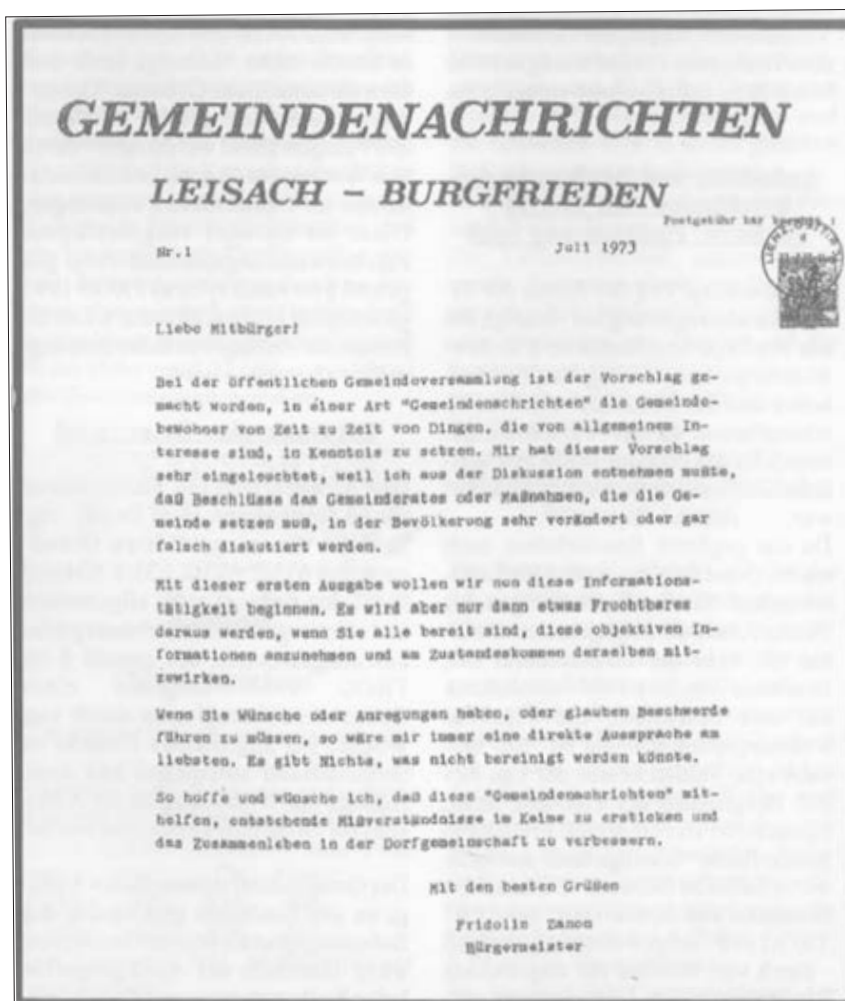 GEMEINDENACHRICHTEN
LEISACH - BURGFRIEDEN
Postgebühr bar bezahlt
Nr.1
Juli 1973
Liebe Mitbürger!
Bei der öffentlichen Gemeindeversammlung ist der Vorschlag ge-
macht worden, in einer Art "Gemeindenachrichten" die Gemeinde-
bewohner von Zeit zu Zeit von Dingen, die von allgemeinem In-
teresse sind, in Kenntnis zu setzen. Mir hat dieser Vorschlag
sehr eingeleuchtet, weil ich aus der Diskussion entnehmen mußte,
daß Beschlüsse des Gemeinderates oder Maßnahmen, die die Ge-
meinde setzen muß, in der Bevölkerung sehr verändert oder gar
falsch diskutiert werden.
Mit dieser ersten Ausgabe wollen wir nun diese Informations-
tätigkeit beginnen. Es wird aber nur dann etwas Fruchtbares
daraus werden, wenn Sie alle bereit sind, diese objektiven In-
formationen anzunehmen und am Zustandekommen derselben mit-
zuwirken.
Wenn Sie Wünsche oder Anregungen haben, oder glauben Beschwerde
führen zu müssen, so wäre mir immer eine direkte Aussprache am
liebsten. Es gibt Nichts, was nicht bereinigt werden könnte.
So hoffe und wünsche ich, daß diese "Gemeindenachrichten" mit-
helfen, entstehende Mißverständnisse im Keime zu ersticken und
das Zusammenleben in der Dorfgemeinschaft zu verbessern.
Mit den besten Grüßen
Fridolin Zanon
Bürgermeister